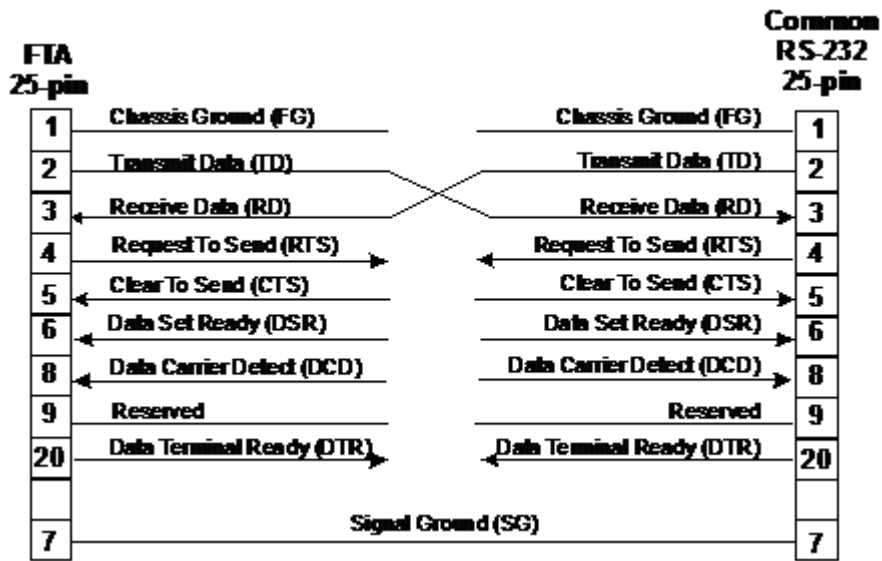 FTA
25-pin
Common
RS-232
25-pin
1 Chassis Ground (FG) Chassis Ground (FG) 1
2 Transmit Data (TD) Transmit Data (TD) 2
3 Receive Data (RD) Receive Data (RD) 3
4 Request To Send (RTS) Request To Send (RTS) 4
5 Clear To Send (CTS) Clear To Send (CTS) 5
6 Data Set Ready (DSR) Data Set Ready (DSR) 6
8 Data Carrier Detect (DCD) Data Carrier Detect (DCD) 8
9 Reserved Reserved 9
20 Data Terminal Ready (DTR) Data Terminal Ready (DTR) 20
7 Signal Ground (SG) 7